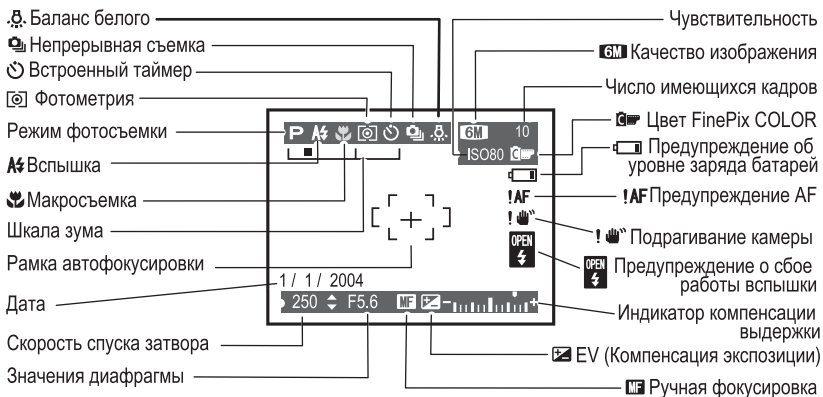 Баланс белого
Непрерывная съемка
Встроенный таймер
Фотометрия
Режим фотосъемки
A Вспышка
Макросъемка
Шкала зума
Рамка автофокусировки
Дата
Скорость спуска затвора
Значения диафрагмы
P A 6M 10
ISO80 C
!AF
!
OPEN
1 / 1 / 2004
250 F5.6 MF - +
Чувствительность
6M Качество изображения
Число имеющихся кадров
C Цвет FinePix COLOR
Предупреждение об
уровне заряда батарей
!AF Предупреждение AF
! Подрагивание камеры
OPEN Предупреждение о сбое
работы вспышки
Индикатор компенсации
выдержки
EV (Компенсация экспозиции)
MF Ручная фокусировка